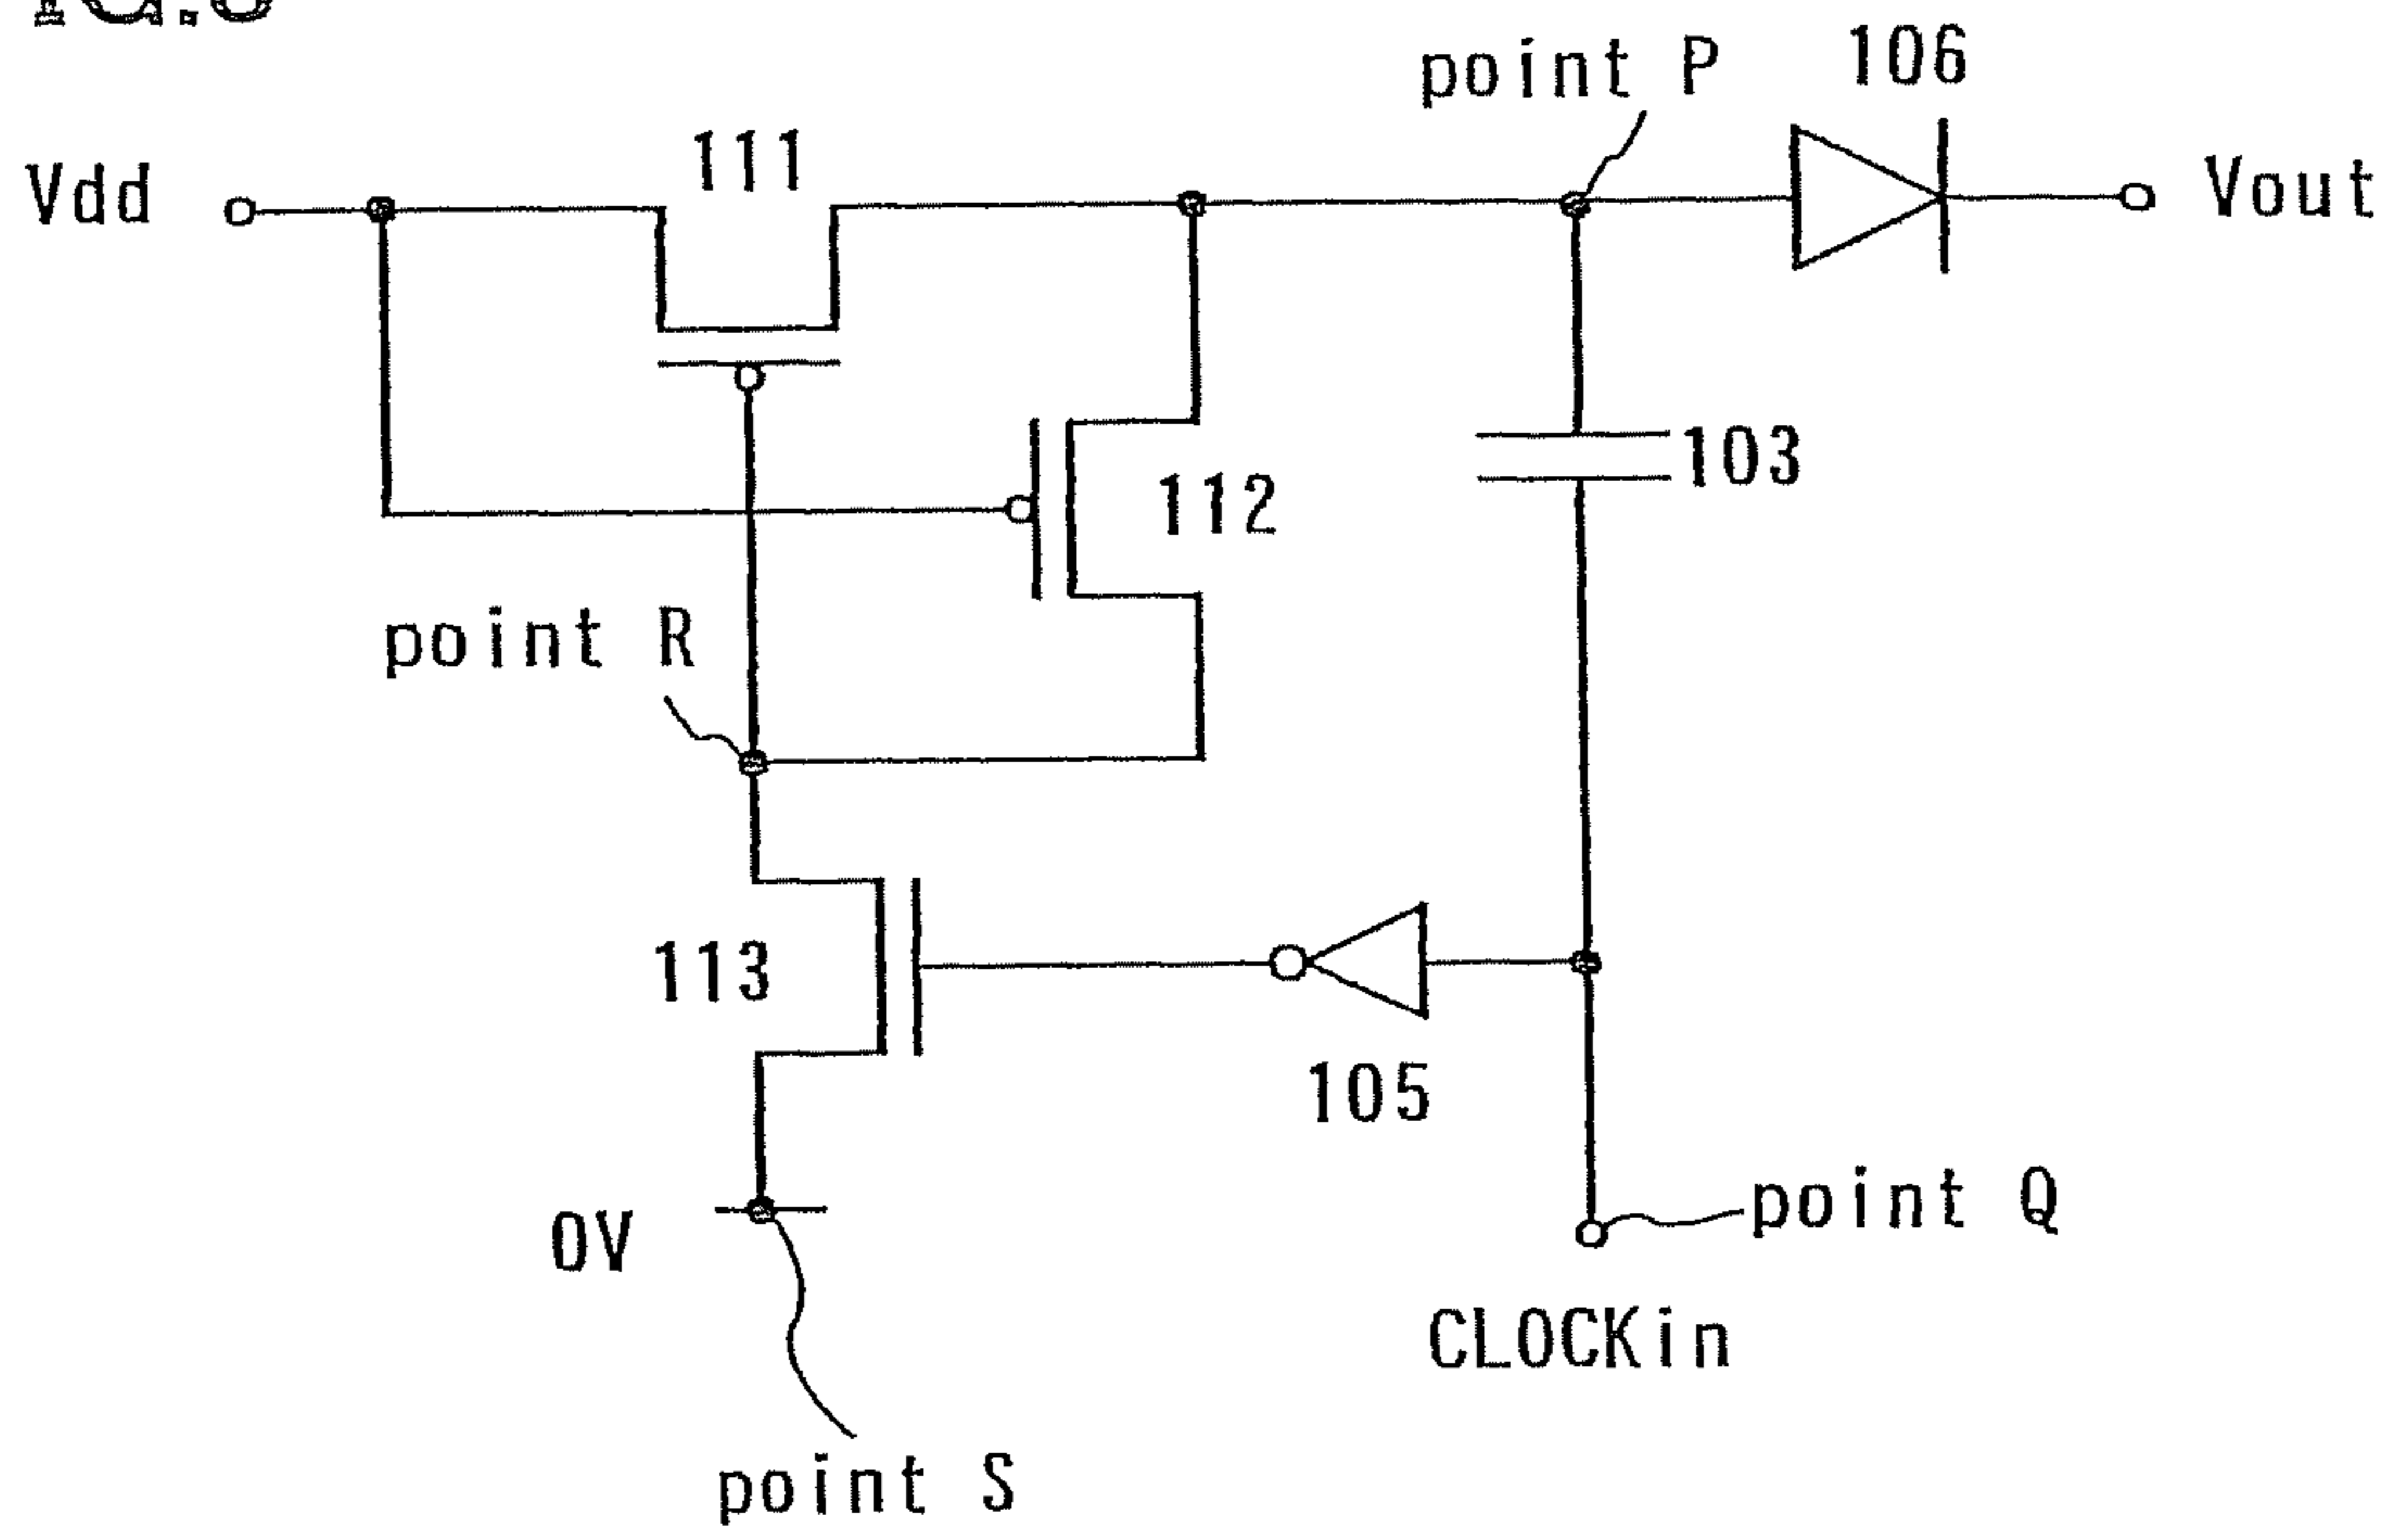 point P
106
Vdd
111
Vout
103
112
point R
113
105
0V
point Q
CLOCKin
point S